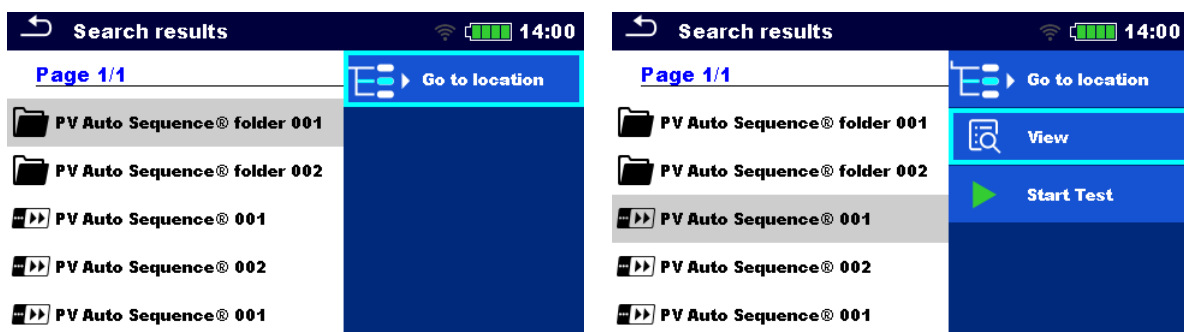 Search results 14:00
Page 1/1
Go to location
PV Auto Sequence® folder 001
PV Auto Sequence® folder 002
PV Auto Sequence® 001
PV Auto Sequence® 002
PV Auto Sequence® 001
Search results 14:00
Page 1/1
Go to location
PV Auto Sequence® folder 001
View
PV Auto Sequence® folder 002
Start Test
PV Auto Sequence® 001
PV Auto Sequence® 002
PV Auto Sequence® 001